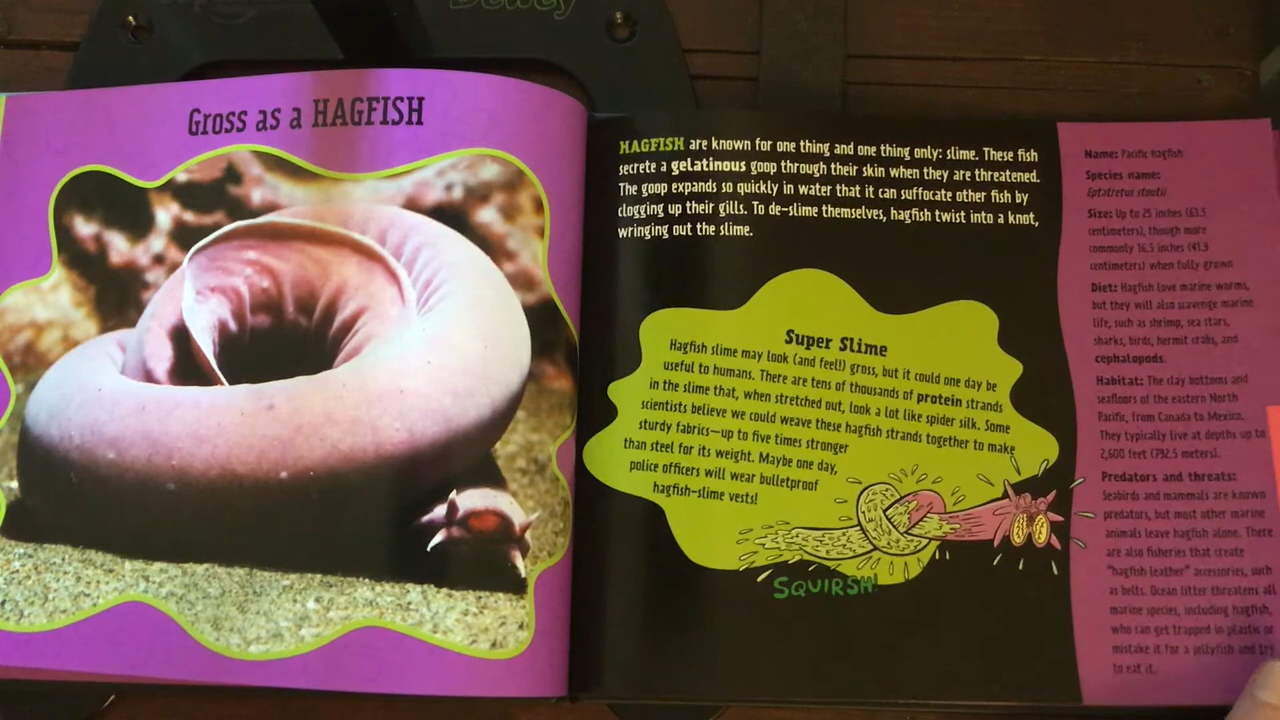 Dewey
Gross as a HAGFISH
HAGFISH are known for one thing and one thing only: slime. These fish
secrete a gelatinous goop through their skin when they are threatened.
The goop expands so quickly in water that it can suffocate other fish by
clogging up their gills. To de-slime themselves, hagfish twist into a knot,
wringing out the slime.
Super Slime
Hagfish slime may look (and feel!) gross, but it could one day be
useful to humans. There are tens of thousands of protein strands
in the slime that, when stretched out, look a lot like spider silk. Some
scientists believe we could weave these hagfish strands together to make
sturdy fabrics—up to five times stronger
than steel for its weight. Maybe one day,
police officers will wear bulletproof
hagfish-slime vests!
SQUIRSH!
Name: Pacific hagfish
Species name:
Eptatretus stoutii
Size: Up to 25 inches (63.5
centimeters), though more
commonly 16.5 inches (41.9
centimeters) when fully grown
Diet: Hagfish love marine worms,
but they will also scavenge marine
life, such as shrimp, sea stars,
sharks, birds, hermit crabs, and
cephalopods.
Habitat: The clay bottoms and
seafloors of the eastern North
Pacific, from Canada to Mexico.
They typically live at depths up to
2,600 feet (792.5 meters).
Predators and threats:
Seabirds and mammals are known
predators, but most other marine
animals leave hagfish alone. There
are also fisheries that create
"hagfish leather" accessories, such
as belts. Ocean litter threatens all
marine species, including hagfish,
who can get trapped in plastic or
mistake it for a jellyfish and try
to eat it.